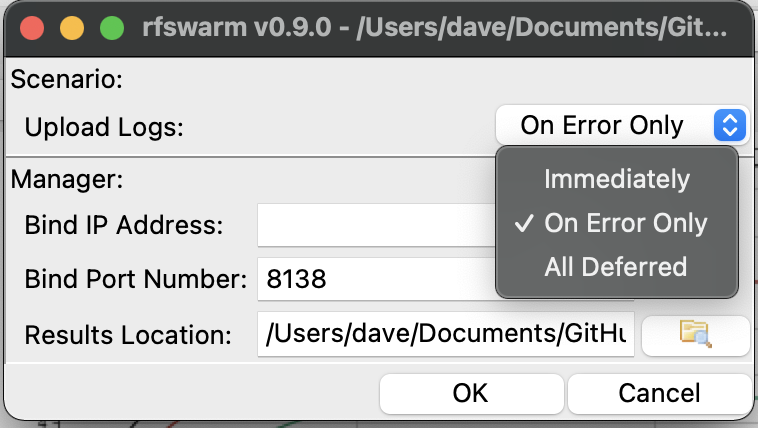 rfswarm v0.9.0 - /Users/dave/Documents/Git...
Scenario:
Upload Logs: On Error Only
Immediately
✓ On Error Only
All Deferred
Manager:
Bind IP Address:
Bind Port Number: 8138
Results Location: /Users/dave/Documents/GitHu
OK Cancel